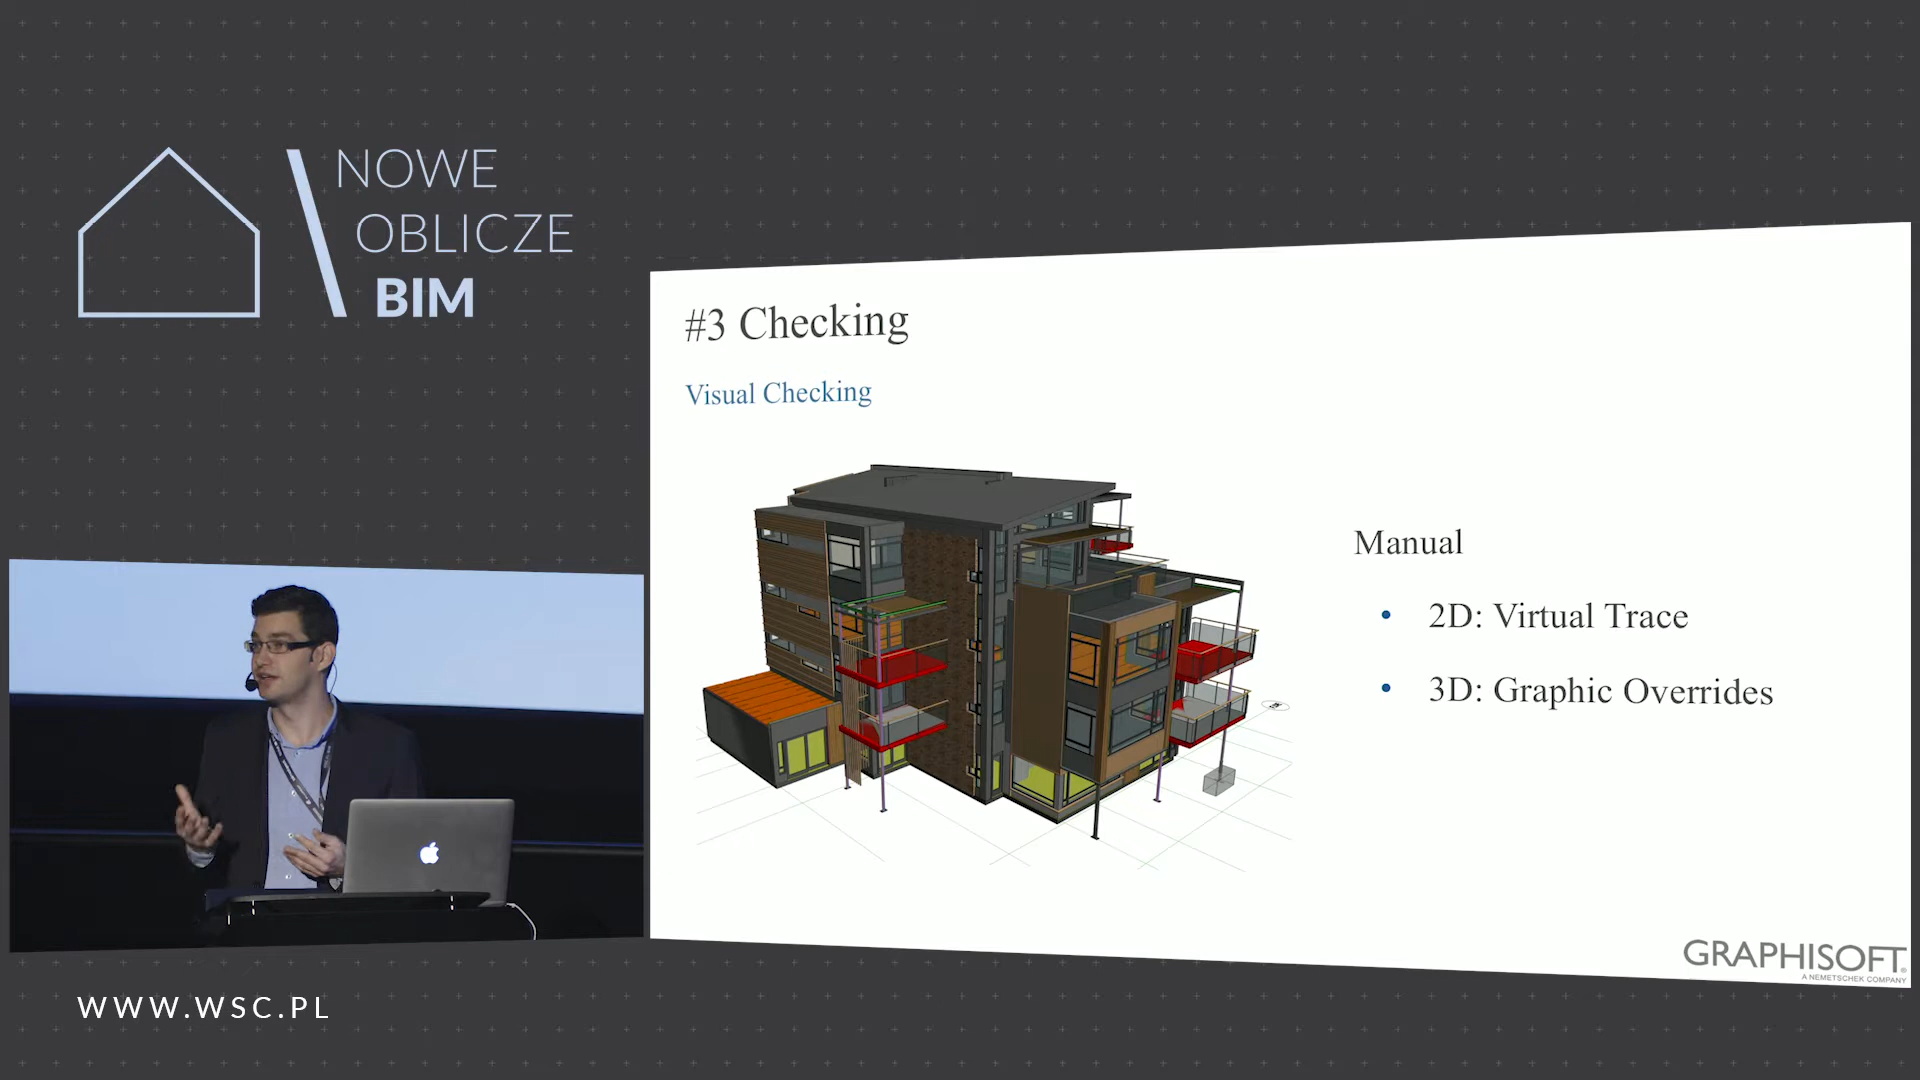 NOWE
OBLICZE
BIM
#3 Checking
Visual Checking
Manual
• 2D: Virtual Trace
• 3D: Graphic Overrides
GRAPHISOFT®
A NEMETSCHEK COMPANY
WWW.WSC.PL